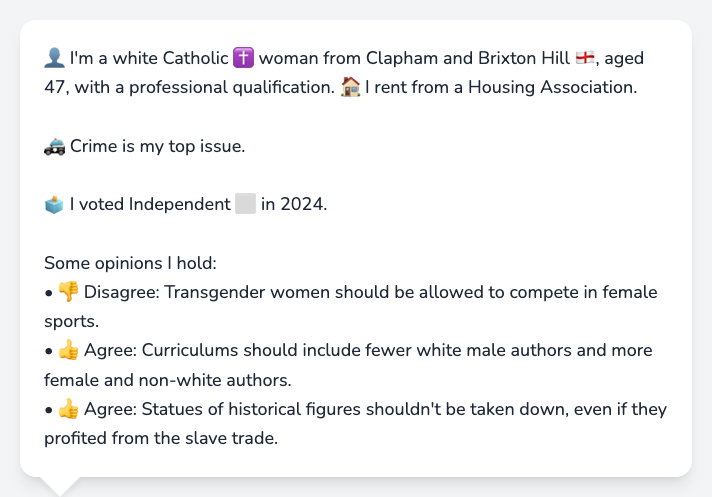 👤 I'm a white Catholic ✝️ woman from Clapham and Brixton Hill 🏴󠁧󠁢󠁥󠁮󠁧󠁿, aged
47, with a professional qualification. 🏠 I rent from a Housing Association.
🚓 Crime is my top issue.
🗳️ I voted Independent ⬜ in 2024.
Some opinions I hold:
• 👎 Disagree: Transgender women should be allowed to compete in female
sports.
• 👍 Agree: Curriculums should include fewer white male authors and more
female and non-white authors.
• 👍 Agree: Statues of historical figures shouldn't be taken down, even if they
profited from the slave trade.